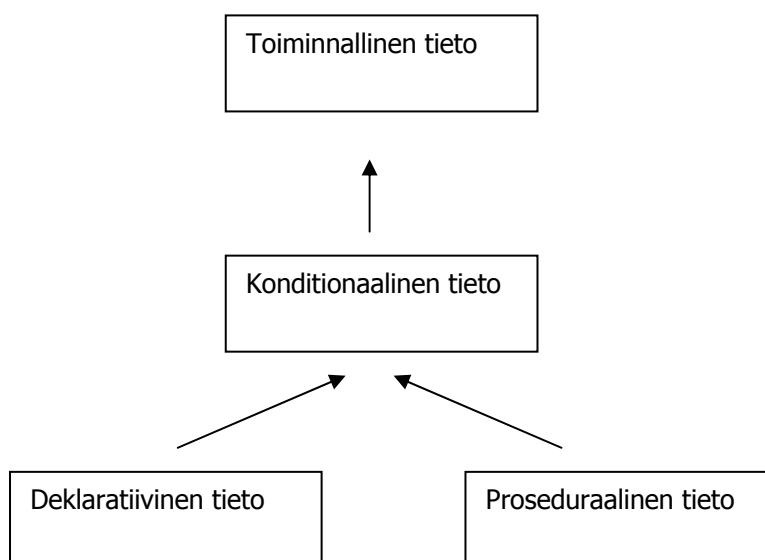 Toiminnallinen tieto
Konditionaalinen tieto
Deklaratiivinen tieto
Proseduraalinen tieto